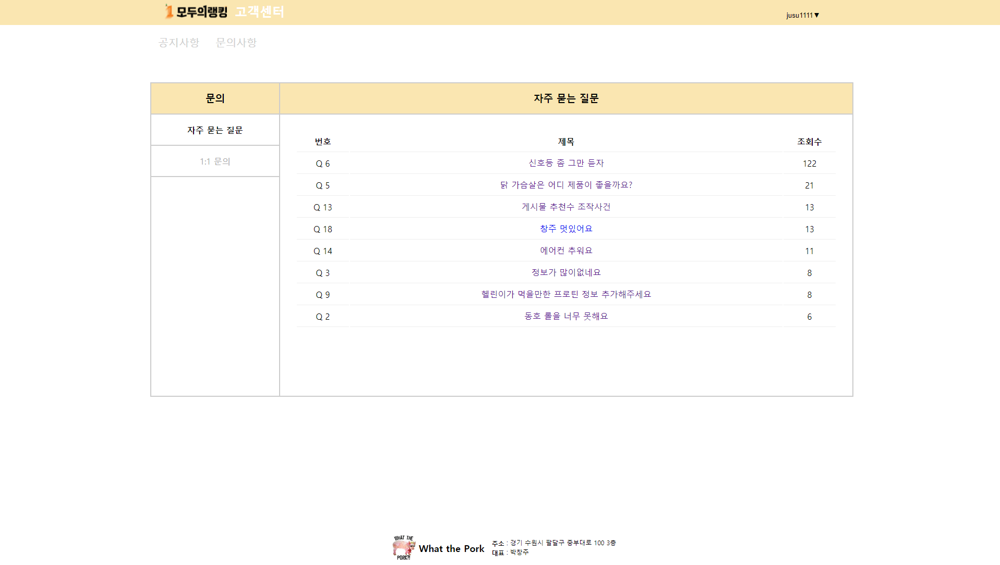 1 모두의랭킹 고객센터
jusu1111▼
공지사항 문의사항
문의 자주 묻는 질문
자주 묻는 질문
1:1 문의
번호 제목 조회수
Q 6 신호등 좀 그만 듣자 122
Q 5 닭 가슴살은 어디 제품이 좋을까요? 21
Q 13 게시물 추천수 조작사건 13
Q 18 창주 멋있어요 13
Q 14 에어컨 추워요 11
Q 3 정보가 많이없네요 8
Q 9 헬린이가 먹을만한 프로틴 정보 추가해주세요 8
Q 2 동호 롤을 너무 못해요 6
WHAT THE
PORK?!
What the Pork
주소 : 경기 수원시 팔달구 중부대로 100 3층
대표 : 박창주